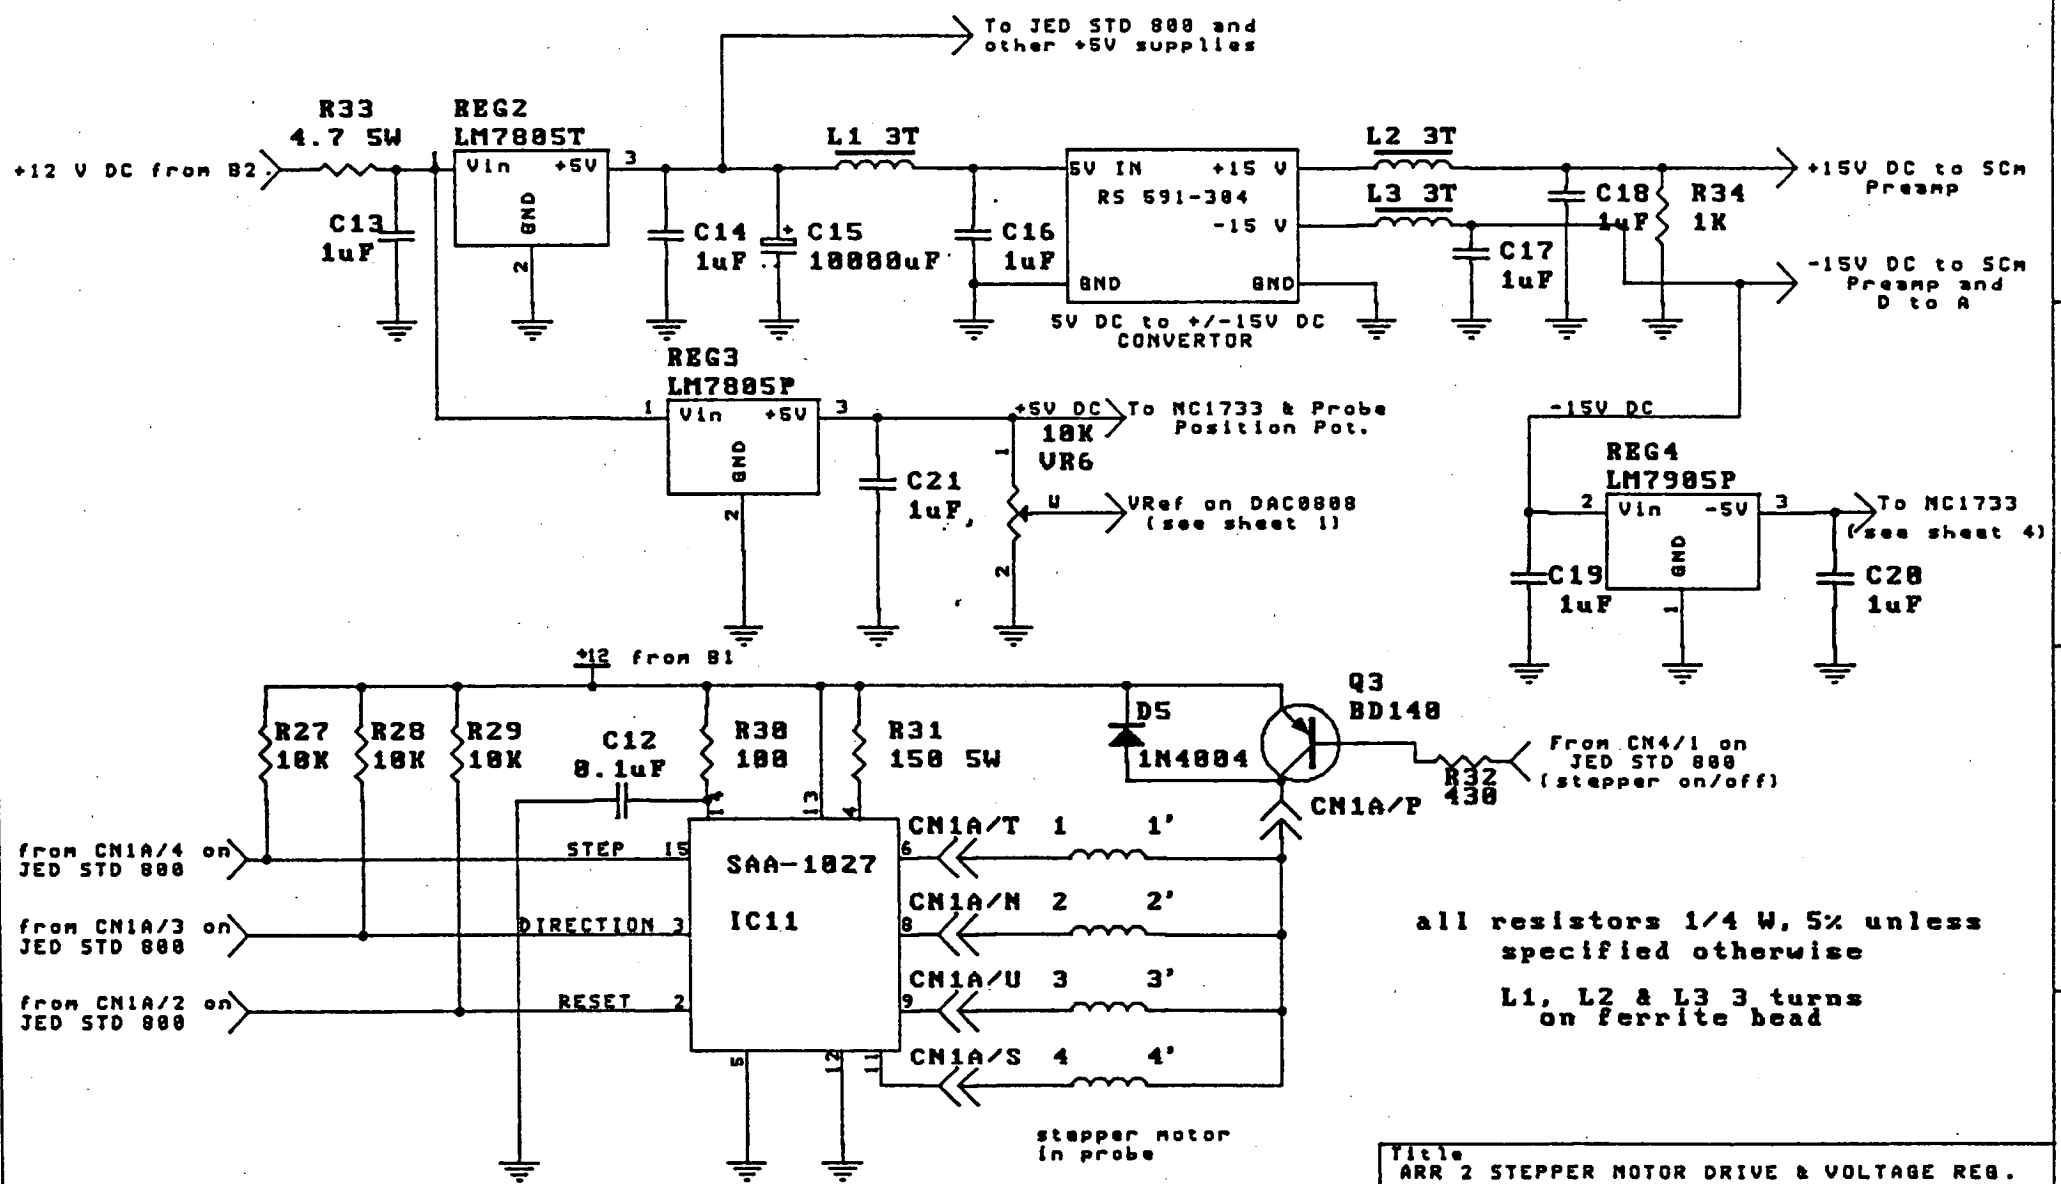 To JED STD 800 and
other +5V supplies
R33
4.7 5W
REG2
LM7805T
+12 V DC from B2
1
Vin
+5V
3
GND
2
C13
1uF
C14
1uF
C15
10000uF
+
L1 3T
C16
1uF
5V IN
+15 V
RS 591-304
-15 V
GND
GND
5V DC to +/-15V DC
CONVERTOR
L2 3T
L3 3T
C17
1uF
C18
1uF
R34
1K
+15V DC to SCm
Preamp
-15V DC to SCm
Preamp and
D to A
REG3
LM7805P
1
Vin
+5V
3
GND
2
C21
1uF
+5V DC
To MC1733 & Probe
Position Pot.
10K
VR6
1
W
2
VRef on DAC0808
(see sheet 1)
-15V DC
REG4
LM7905P
2
Vin
-5V
3
GND
1
To MC1733
(see sheet 4)
C19
1uF
C20
1uF
+12 from B1
R27
10K
R28
10K
R29
10K
C12
0.1uF
R30
100
R31
150 5W
D5
1N4004
Q3
BD140
From CN4/1 on
JED STD 800
(stepper on/off)
R32
430
CN1A/P
14
13
4
from CN1A/4 on
JED STD 800
STEP 15
from CN1A/3 on
JED STD 800
DIRECTION 3
from CN1A/2 on
JED STD 800
RESET 2
SAA-1027
IC11
5
12
11
CN1A/T 1 1'
6
CN1A/N 2 2'
8
CN1A/U 3 3'
9
CN1A/S 4 4'
stepper motor
in probe
all resistors 1/4 W, 5% unless
specified otherwise
L1, L2 & L3 3 turns
on ferrite bead
Title
ARR 2 STEPPER MOTOR DRIVE & VOLTAGE REG.